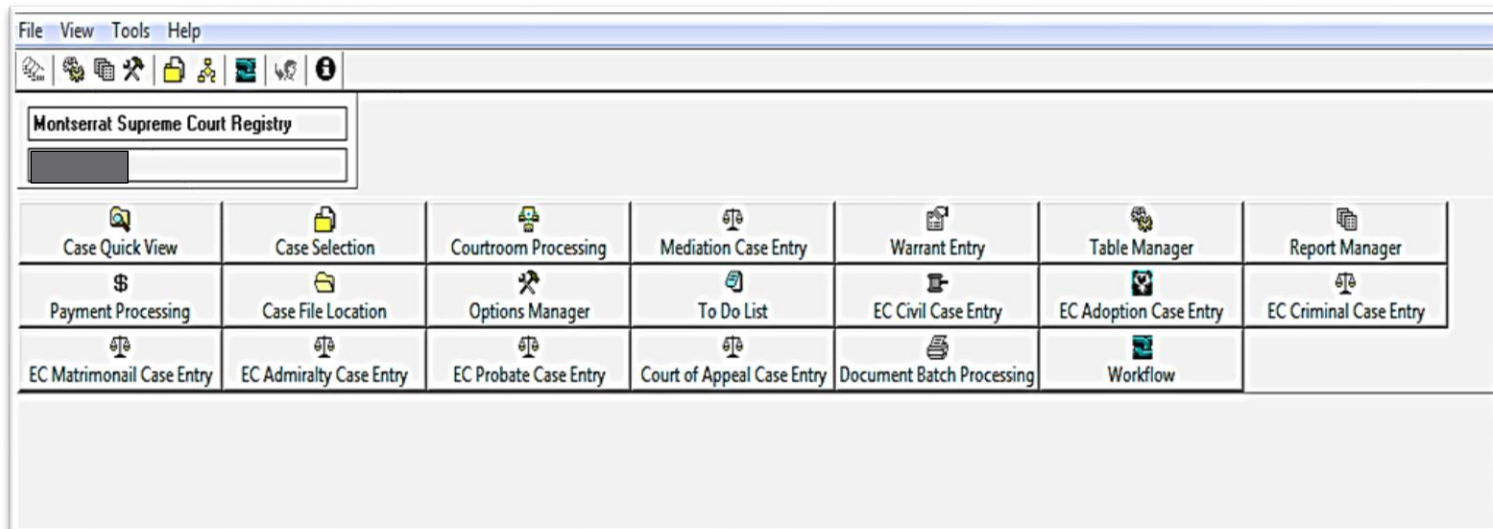 File View Tools Help
Montserrat Supreme Court Registry
Case Quick View Case Selection Courtroom Processing Mediation Case Entry Warrant Entry Table Manager Report Manager
$ 
Payment Processing Case File Location Options Manager To Do List EC Civil Case Entry EC Adoption Case Entry EC Criminal Case Entry
EC Matrimonail Case Entry EC Admiralty Case Entry EC Probate Case Entry Court of Appeal Case Entry Document Batch Processing Workflow